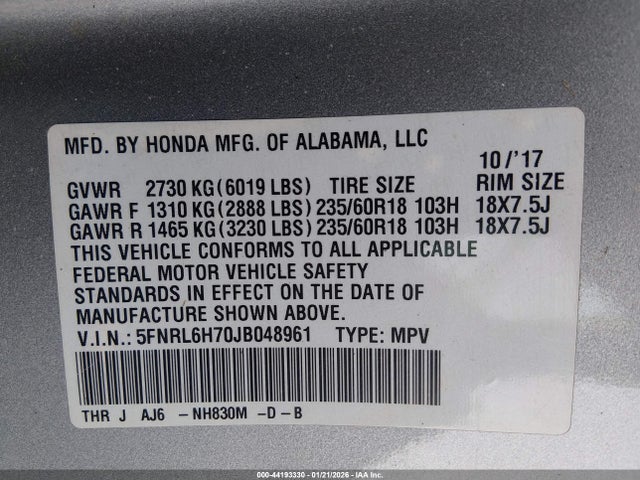 MFD. BY HONDA MFG. OF ALABAMA, LLC
10/'17
GVWR 2730 KG (6019 LBS) TIRE SIZE RIM SIZE
GAWR F 1310 KG (2888 LBS) 235/60R18 103H 18X7.5J
GAWR R 1465 KG (3230 LBS) 235/60R18 103H 18X7.5J
THIS VEHICLE CONFORMS TO ALL APPLICABLE
FEDERAL MOTOR VEHICLE SAFETY
STANDARDS IN EFFECT ON THE DATE OF
MANUFACTURE SHOWN ABOVE.
V.I.N.: 5FNRL6H70JB048961 TYPE: MPV
THR J AJ6 -NH830M -D-B
000-44193330 - 01/21/2026 - IAA Inc.